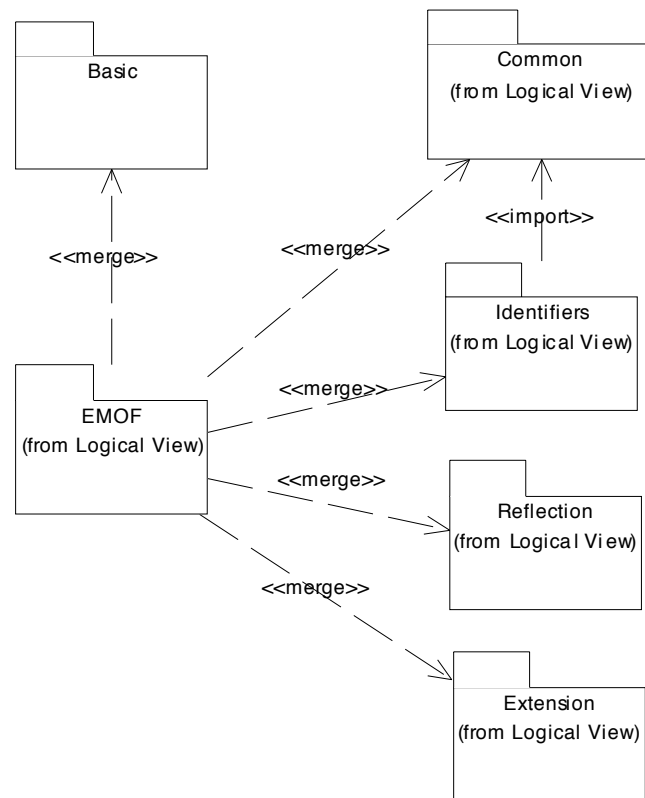 Basic
Common
(from Logical View)
<<import>>
<<merge>>
<<merge>>
Identifiers
(from Logical View)
<<merge>>
EMOF
(from Logical View)
<<merge>>
Reflection
(from Logical View)
<<merge>>
Extension
(from Logical View)